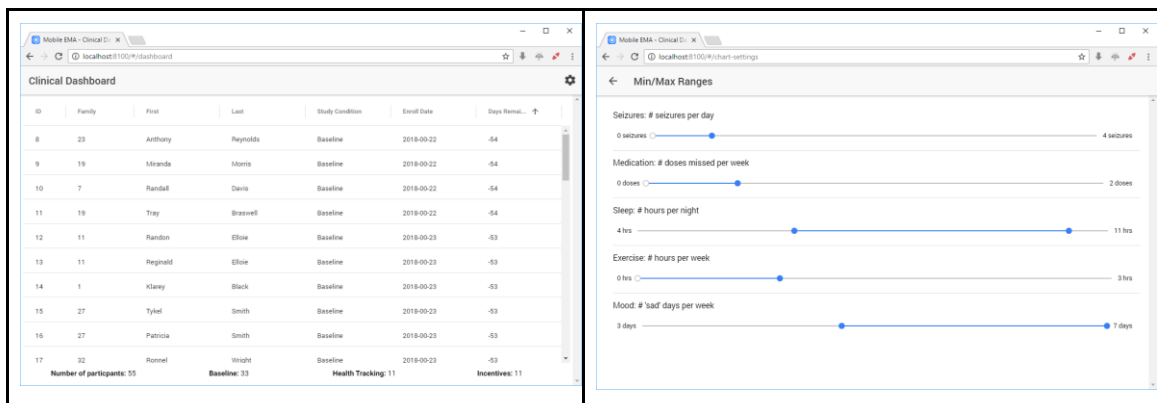 Mobile EMA - Clinical Da
localhost:8100/#/dashboard
Clinical Dashboard
ID Family First Last Study Condition Enroll Date Days Remai...
8 23 Anthony Reynolds Baseline 2018-00-22 -54
9 19 Miranda Morris Baseline 2018-00-22 -54
10 7 Randall Davis Baseline 2018-00-22 -54
11 19 Tray Braswell Baseline 2018-00-22 -54
12 11 Randon Elloie Baseline 2018-00-23 -53
13 11 Reginald Elloie Baseline 2018-00-23 -53
14 1 Klarey Black Baseline 2018-00-23 -53
15 27 Tykel Smith Baseline 2018-00-23 -53
16 27 Patricia Smith Baseline 2018-00-23 -53
17 32 Ronnel Wright Baseline 2018-00-23 -53
Number of particpants: 55 Baseline: 33 Health Tracking: 11 Incentives: 11
Mobile EMA - Clinical Da
localhost:8100/#/chart-settings
Min/Max Ranges
Seizures: # seizures per day
0 seizures 4 seizures
Medication: # doses missed per week
0 doses 2 doses
Sleep: # hours per night
4 hrs 11 hrs
Exercise: # hours per week
0 hrs 3 hrs
Mood: # 'sad' days per week
3 days 7 days